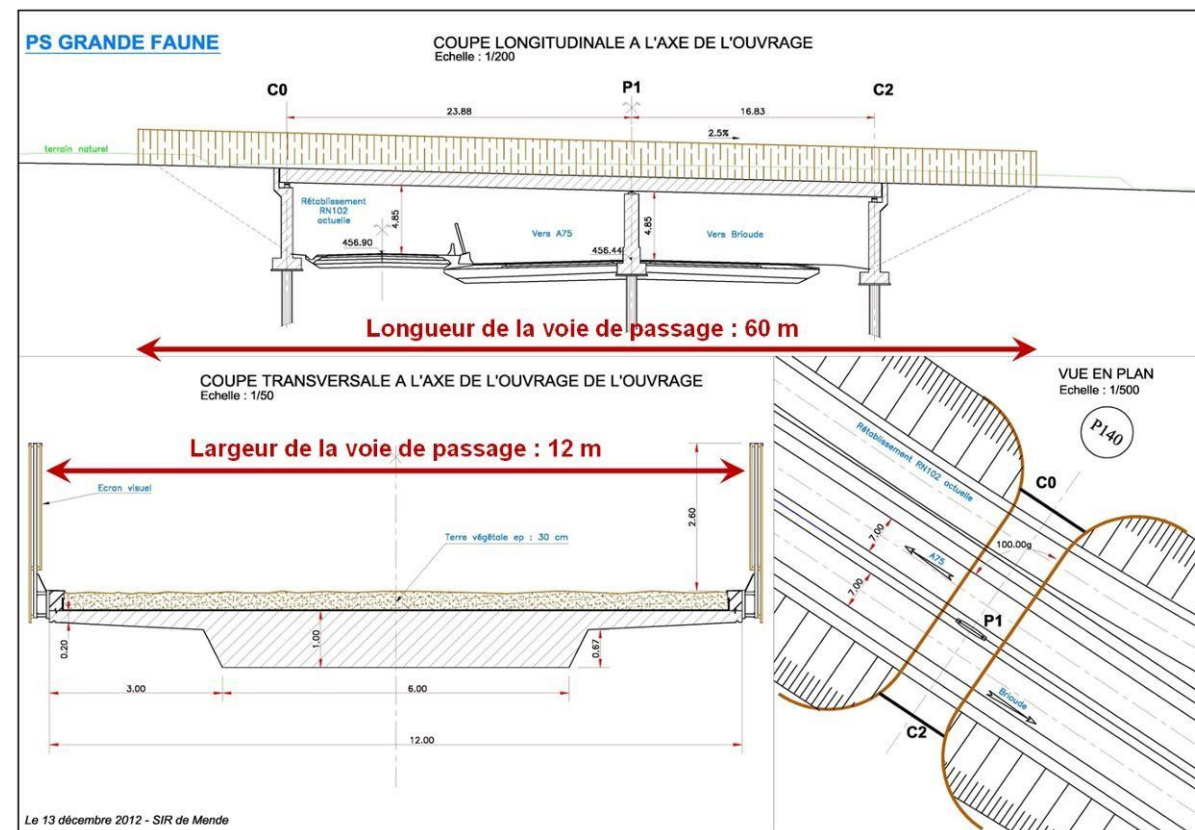 PS GRANDE FAUNE
COUPE LONGITUDINALE A L'AXE DE L'OUVRAGE
Echelle : 1/200
C0
P1
C2
23.88
16.83
2.5%
terrain naturel
Rétablissement
RN102
actuelle
4.85
Vers A75
4.85
Vers Brioude
456.90
456.44
Longueur de la voie de passage : 60 m
COUPE TRANSVERSALE A L'AXE DE L'OUVRAGE DE L'OUVRAGE
Echelle : 1/50
Largeur de la voie de passage : 12 m
Ecran visuel
2.60
Terre végétale ep : 30 cm
0.20
1.00
0.67
3.00
6.00
12.00
VUE EN PLAN
Echelle : 1/500
P140
Rétablissement RN102 actuelle
C0
7.00
A75
100.00g
7.00
P1
Brioude
C2
Le 13 décembre 2012 - SIR de Mende